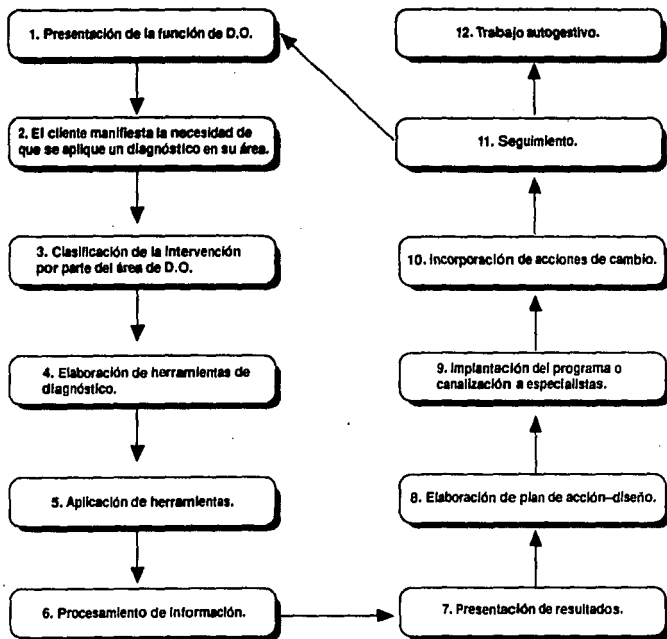 1. Presentación de la función de D.O.
2. El cliente manifiesta la necesidad de
que se aplique un diagnóstico en su área.
3. Clasificación de la intervención
por parte del área de D.O.
4. Elaboración de herramientas de
diagnóstico.
5. Aplicación de herramientas.
6. Procesamiento de información.
7. Presentación de resultados.
8. Elaboración de plan de acción–diseño.
9. Implantación del programa o
canalización a especialistas.
10. Incorporación de acciones de cambio.
11. Seguimiento.
12. Trabajo autogestivo.